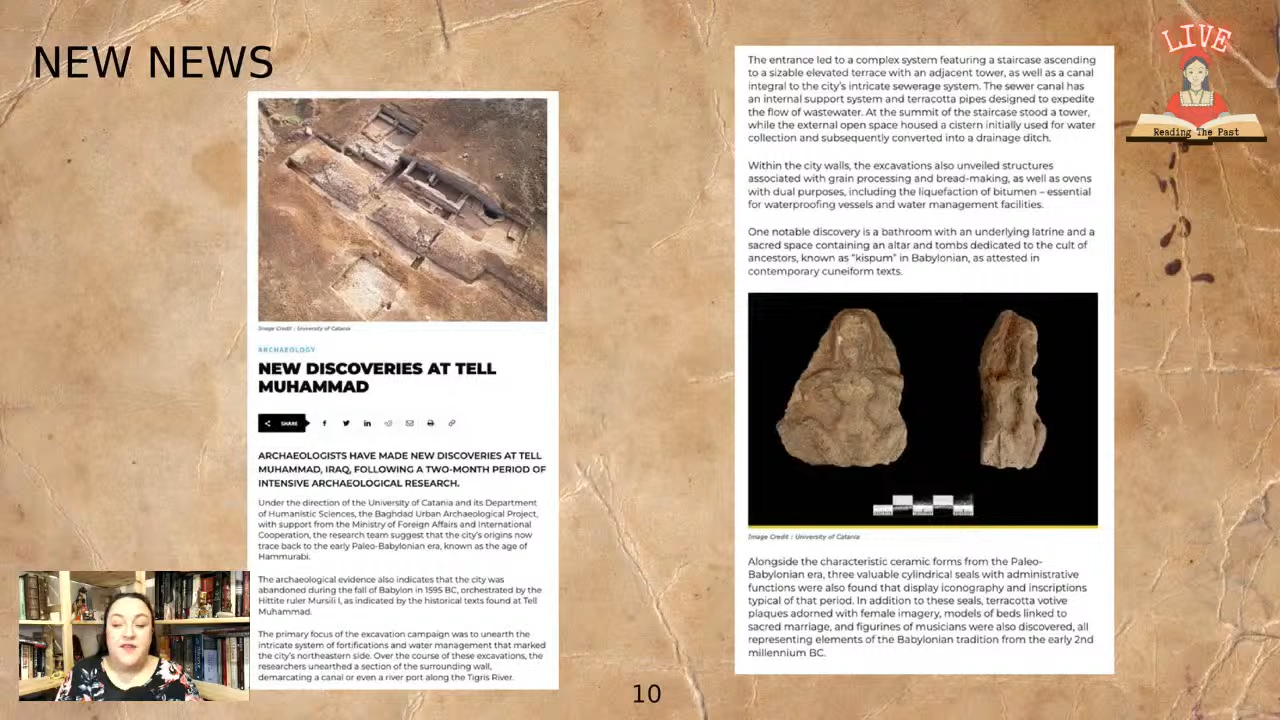 NEW NEWS
Image Credit : University of Catania
ARCHAEOLOGY
NEW DISCOVERIES AT TELL
MUHAMMAD
SHARE
ARCHAEOLOGISTS HAVE MADE NEW DISCOVERIES AT TELL
MUHAMMAD, IRAQ, FOLLOWING A TWO-MONTH PERIOD OF
INTENSIVE ARCHAEOLOGICAL RESEARCH.
Under the direction of the University of Catania and its Department
of Humanistic Sciences, the Baghdad Urban Archaeological Project,
with support from the Ministry of Foreign Affairs and International
Cooperation, the research team suggest that the city's origins now
trace back to the early Paleo-Babylonian era, known as the age of
Hammurabi.
The archaeological evidence also indicates that the city was
abandoned during the fall of Babylon in 1595 BC, orchestrated by the
Hittite ruler Mursili I, as indicated by the historical texts found at Tell
Muhammad.
The primary focus of the excavation campaign was to unearth the
intricate system of fortifications and water management that marked
the city's northeastern side. Over the course of these excavations, the
researchers unearthed a section of the surrounding wall,
demarcating a canal or even a river port along the Tigris River.
The entrance led to a complex system featuring a staircase ascending
to a sizable elevated terrace with an adjacent tower, as well as a canal
integral to the city's intricate sewerage system. The sewer canal has
an internal support system and terracotta pipes designed to expedite
the flow of wastewater. At the summit of the staircase stood a tower,
while the external open space housed a cistern initially used for water
collection and subsequently converted into a drainage ditch.
Within the city walls, the excavations also unveiled structures
associated with grain processing and bread-making, as well as ovens
with dual purposes, including the liquefaction of bitumen – essential
for waterproofing vessels and water management facilities.
One notable discovery is a bathroom with an underlying latrine and a
sacred space containing an altar and tombs dedicated to the cult of
ancestors, known as "kispum" in Babylonian, as attested in
contemporary cuneiform texts.
Image Credit : University of Catania
Alongside the characteristic ceramic forms from the Paleo-
Babylonian era, three valuable cylindrical seals with administrative
functions were also found that display iconography and inscriptions
typical of that period. In addition to these seals, terracotta votive
plaques adorned with female imagery, models of beds linked to
sacred marriage, and figurines of musicians were also discovered, all
representing elements of the Babylonian tradition from the early 2nd
millennium BC.
LIVE
Reading The Past
10